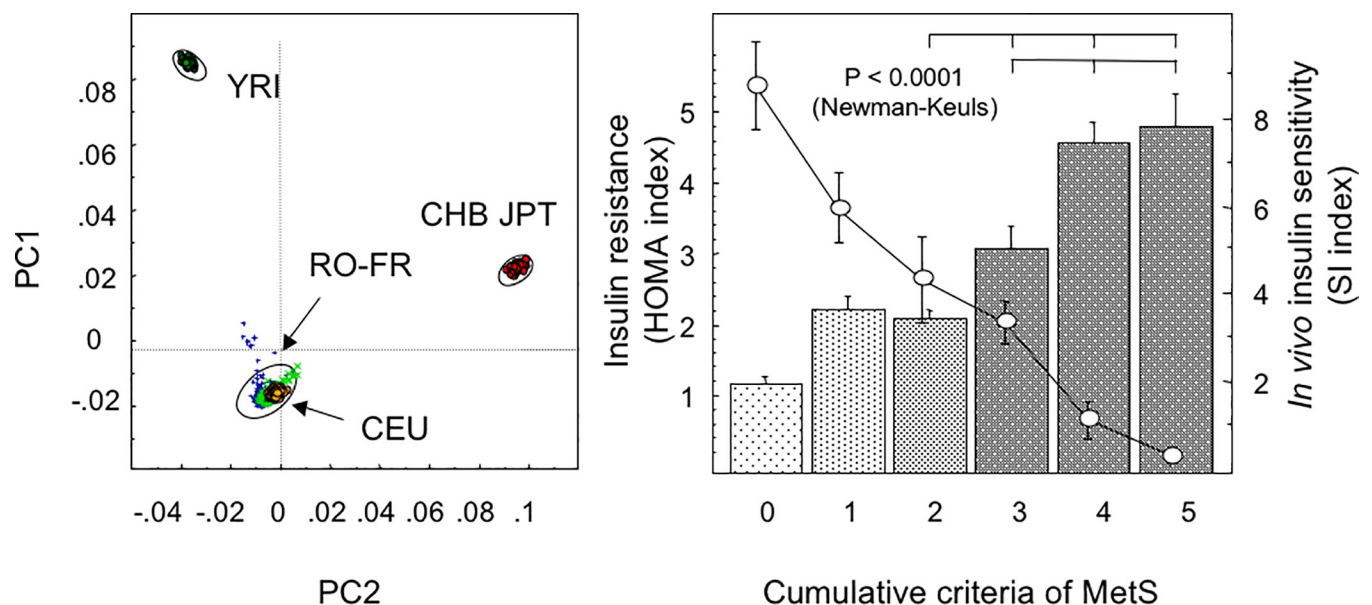 YRI
.08
.06
.04
.02
0
-.02
PC1
CHB JPT
RO-FR
CEU
-.04 -.02 0 .02 .04 .06 .08 .1
PC2
P < 0.0001
(Newman-Keuls)
Insulin resistance
(HOMA index)
5
4
3
2
1
8
6
4
2
In vivo insulin sensitivity
(SI index)
0 1 2 3 4 5
Cumulative criteria of MetS